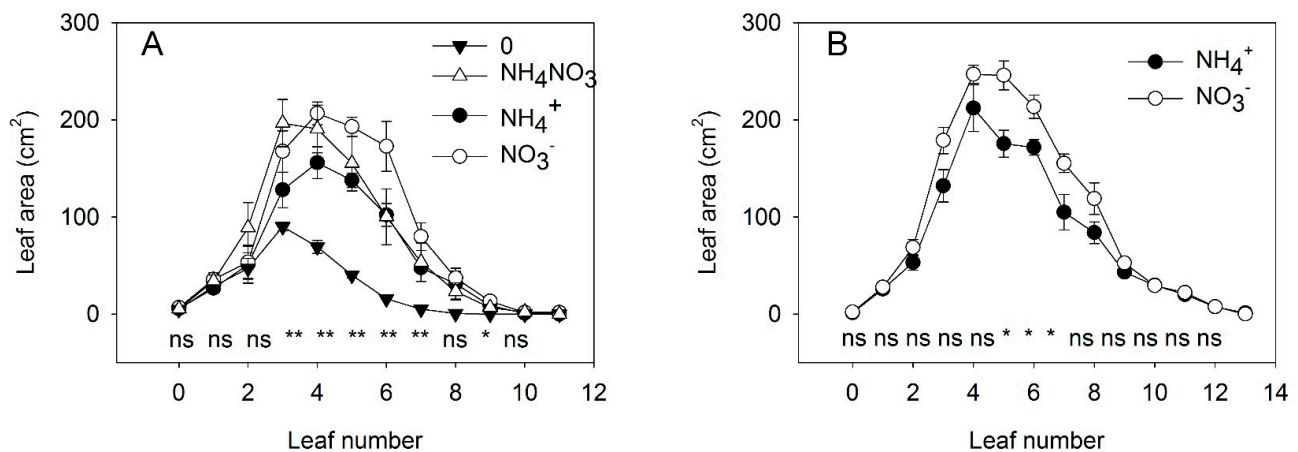 A
Leaf area (cm²)
300
200
100
0
0
NH₄NO₃
NH₄⁺
NO₃⁻
ns ns ns ** ** ** ** ** ns * ns
0 2 4 6 8 10 12
Leaf number
B
Leaf area (cm²)
300
200
100
0
NH₄⁺
NO₃⁻
ns ns ns ns ns * * * ns ns ns ns ns
0 2 4 6 8 10 12 14
Leaf number